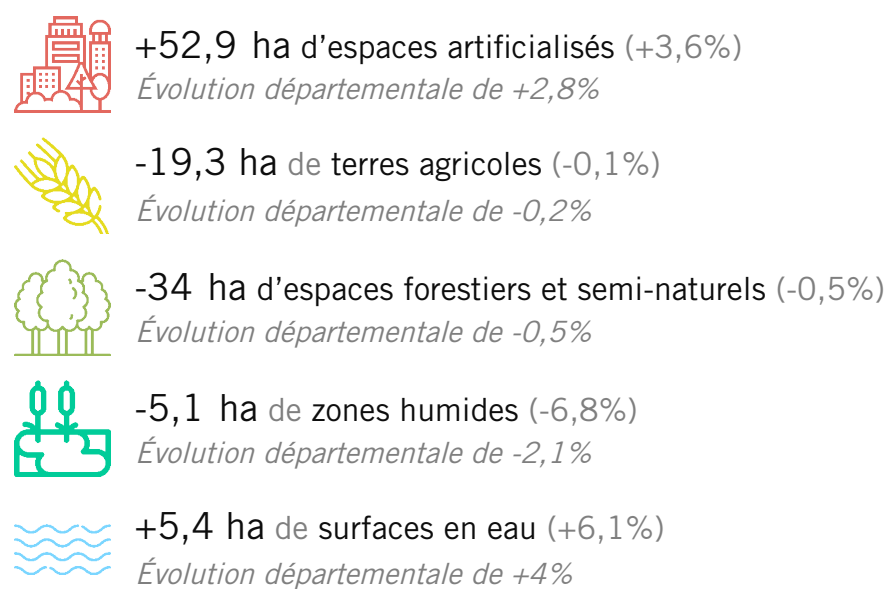 +52,9 ha d'espaces artificialisés (+3,6%)
Évolution départementale de +2,8%
-19,3 ha de terres agricoles (-0,1%)
Évolution départementale de -0,2%
-34 ha d'espaces forestiers et semi-naturels (-0,5%)
Évolution départementale de -0,5%
-5,1 ha de zones humides (-6,8%)
Évolution départementale de -2,1%
+5,4 ha de surfaces en eau (+6,1%)
Évolution départementale de +4%